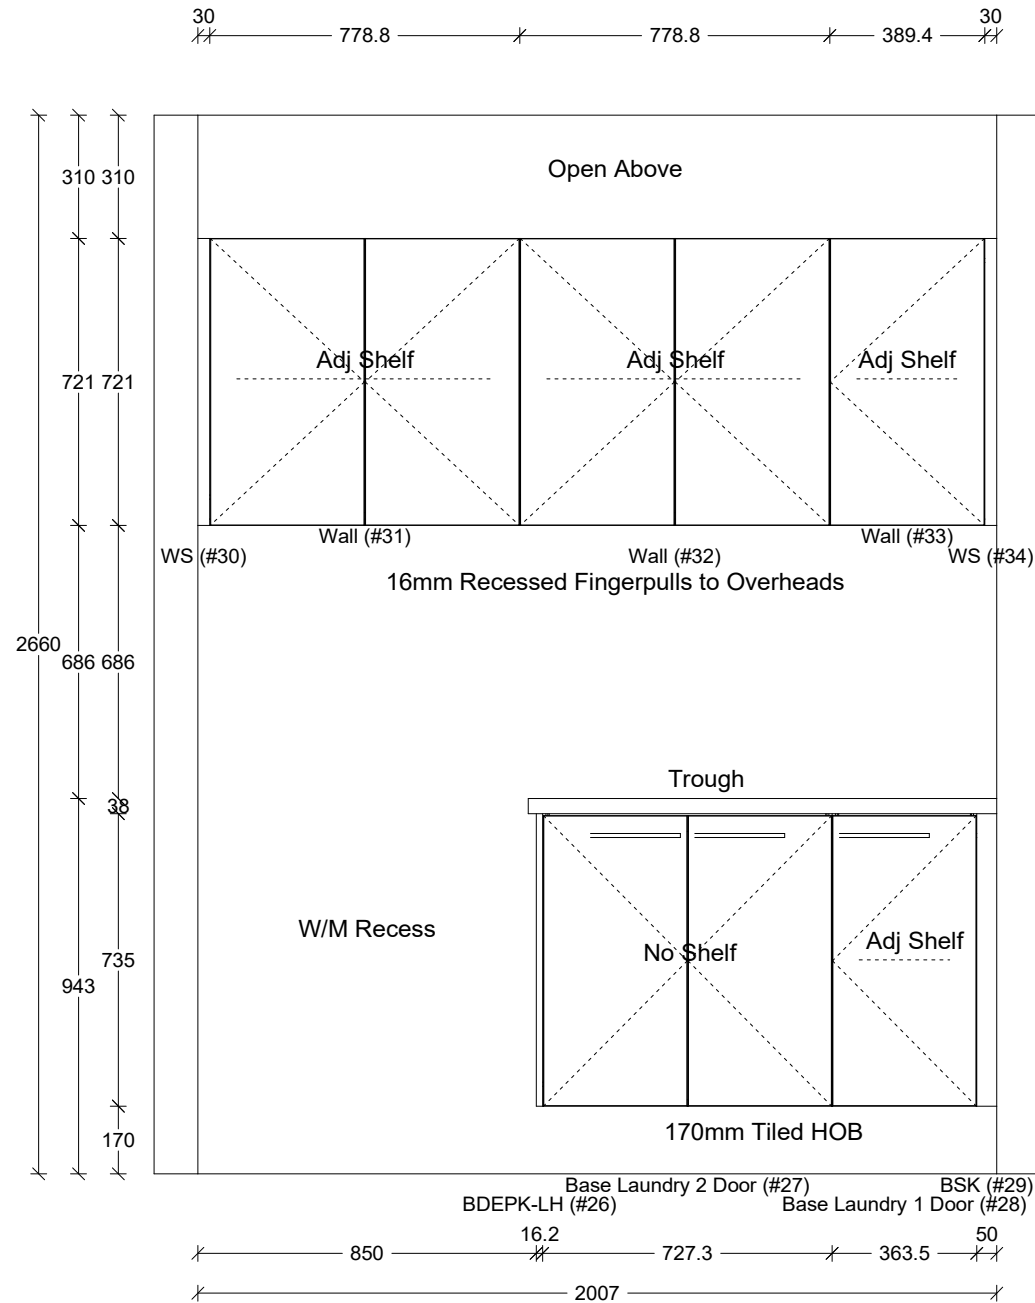 30 30
778.8 778.8 389.4
Open Above
310 310
Adj Shelf Adj Shelf Adj Shelf
721 721
Wall (#31) Wall (#33)
WS (#30) Wall (#32) WS (#34)
16mm Recessed Fingerpulls to Overheads
2660
686 686
Trough
38
W/M Recess
Adj Shelf
No Shelf
735
943
170mm Tiled HOB
170
Base Laundry 2 Door (#27) BSK (#29)
BDEPK-LH (#26) Base Laundry 1 Door (#28)
16.2 50
850 727.3 363.5
2007